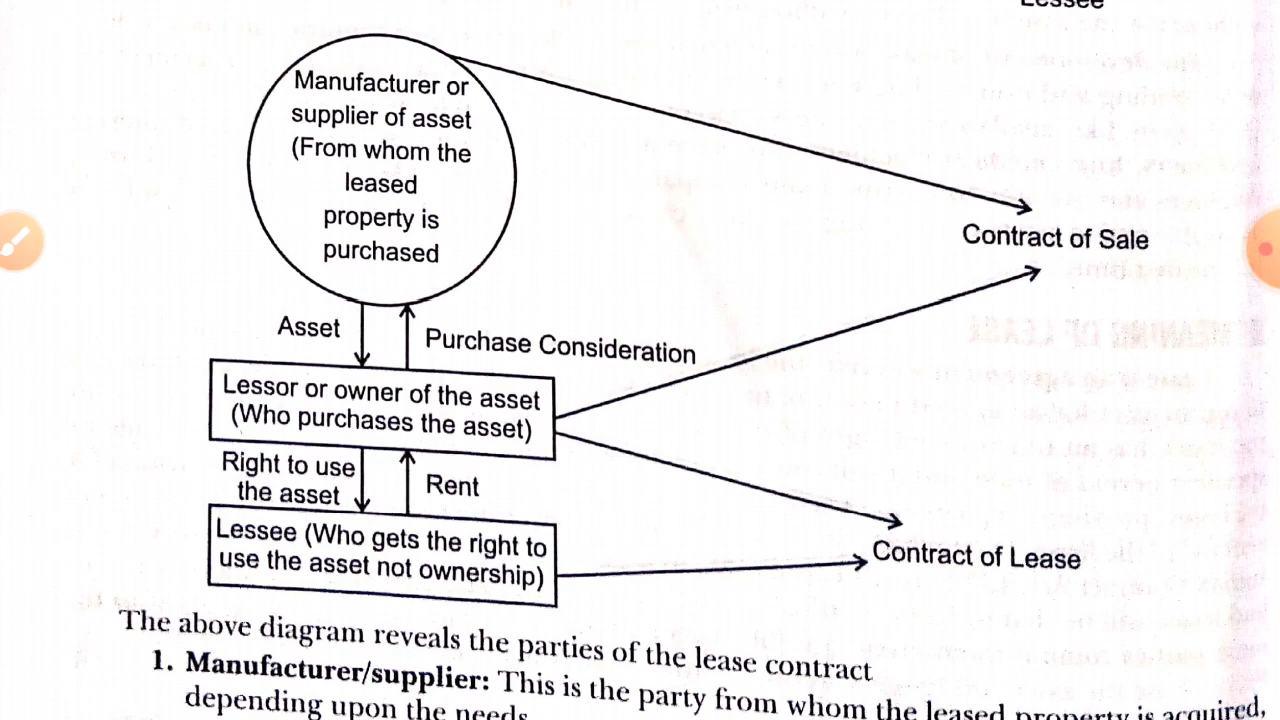 Lessee
Manufacturer or
supplier of asset
(From whom the
leased
property is
purchased
Contract of Sale
Asset
Purchase Consideration
Lessor or owner of the asset
(Who purchases the asset)
Right to use
the asset
Rent
Lessee (Who gets the right to
use the asset not ownership)
Contract of Lease
The above diagram reveals the parties of the lease contract
1. Manufacturer/supplier: This is the party from whom the leased property is acquired,
depending upon the needs